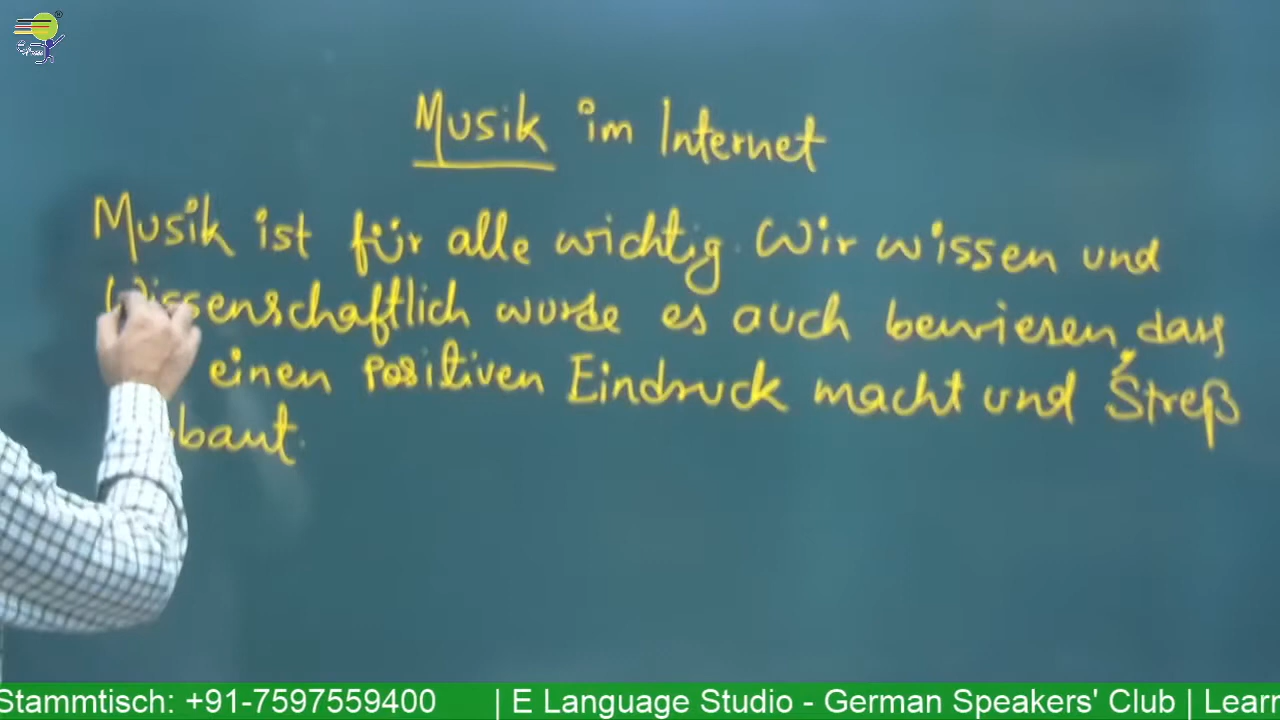 Musik im Internet
Musik ist für alle wichtig. Wir wissen und
Wissenschaftlich wurde es auch bewiesen, dass
einen positiven Eindruck macht und Streß
baut.
Stammtisch: +91-7597559400 | E Language Studio - German Speakers' Club | Learn